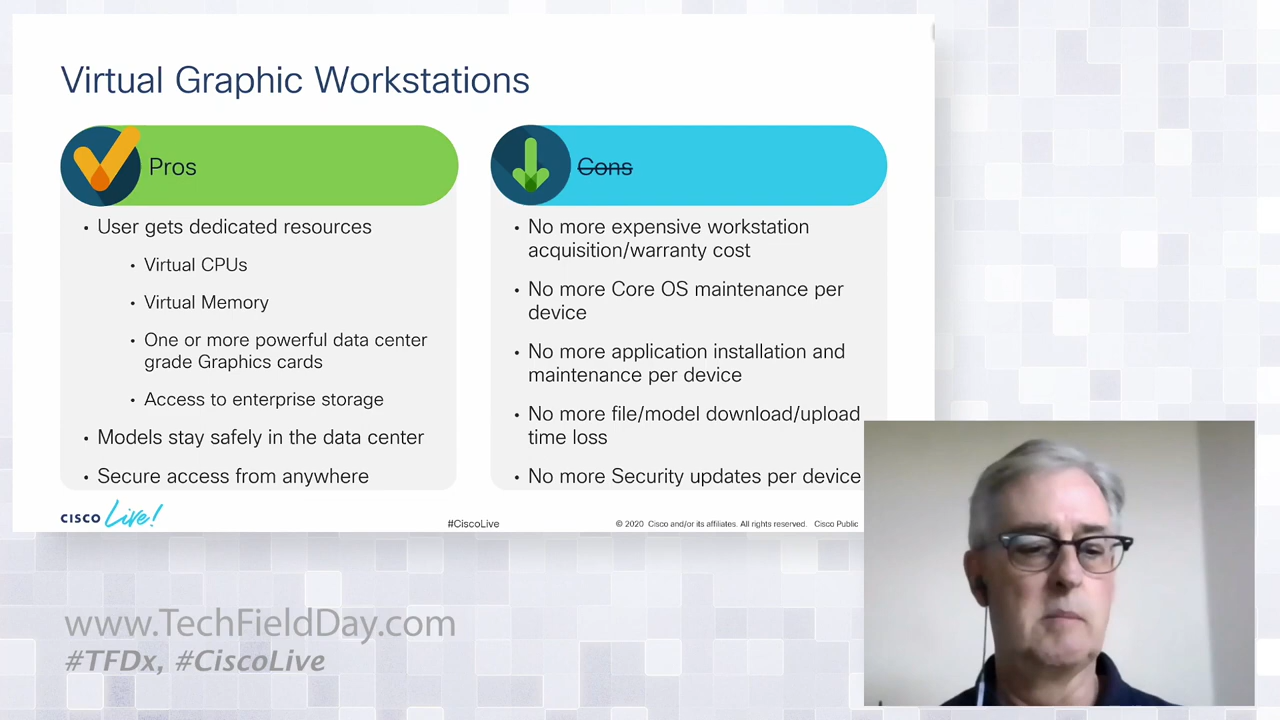 Virtual Graphic Workstations
Pros
• User gets dedicated resources
• Virtual CPUs
• Virtual Memory
• One or more powerful data center
grade Graphics cards
• Access to enterprise storage
• Models stay safely in the data center
• Secure access from anywhere
Cons
• No more expensive workstation
acquisition/warranty cost
• No more Core OS maintenance per
device
• No more application installation and
maintenance per device
• No more file/model download/upload
time loss
• No more Security updates per device
CISCO Live!
#CiscoLive
© 2020 Cisco and/or its affiliates. All rights reserved. Cisco Public
www.TechFieldDay.com
#TFDx, #CiscoLive